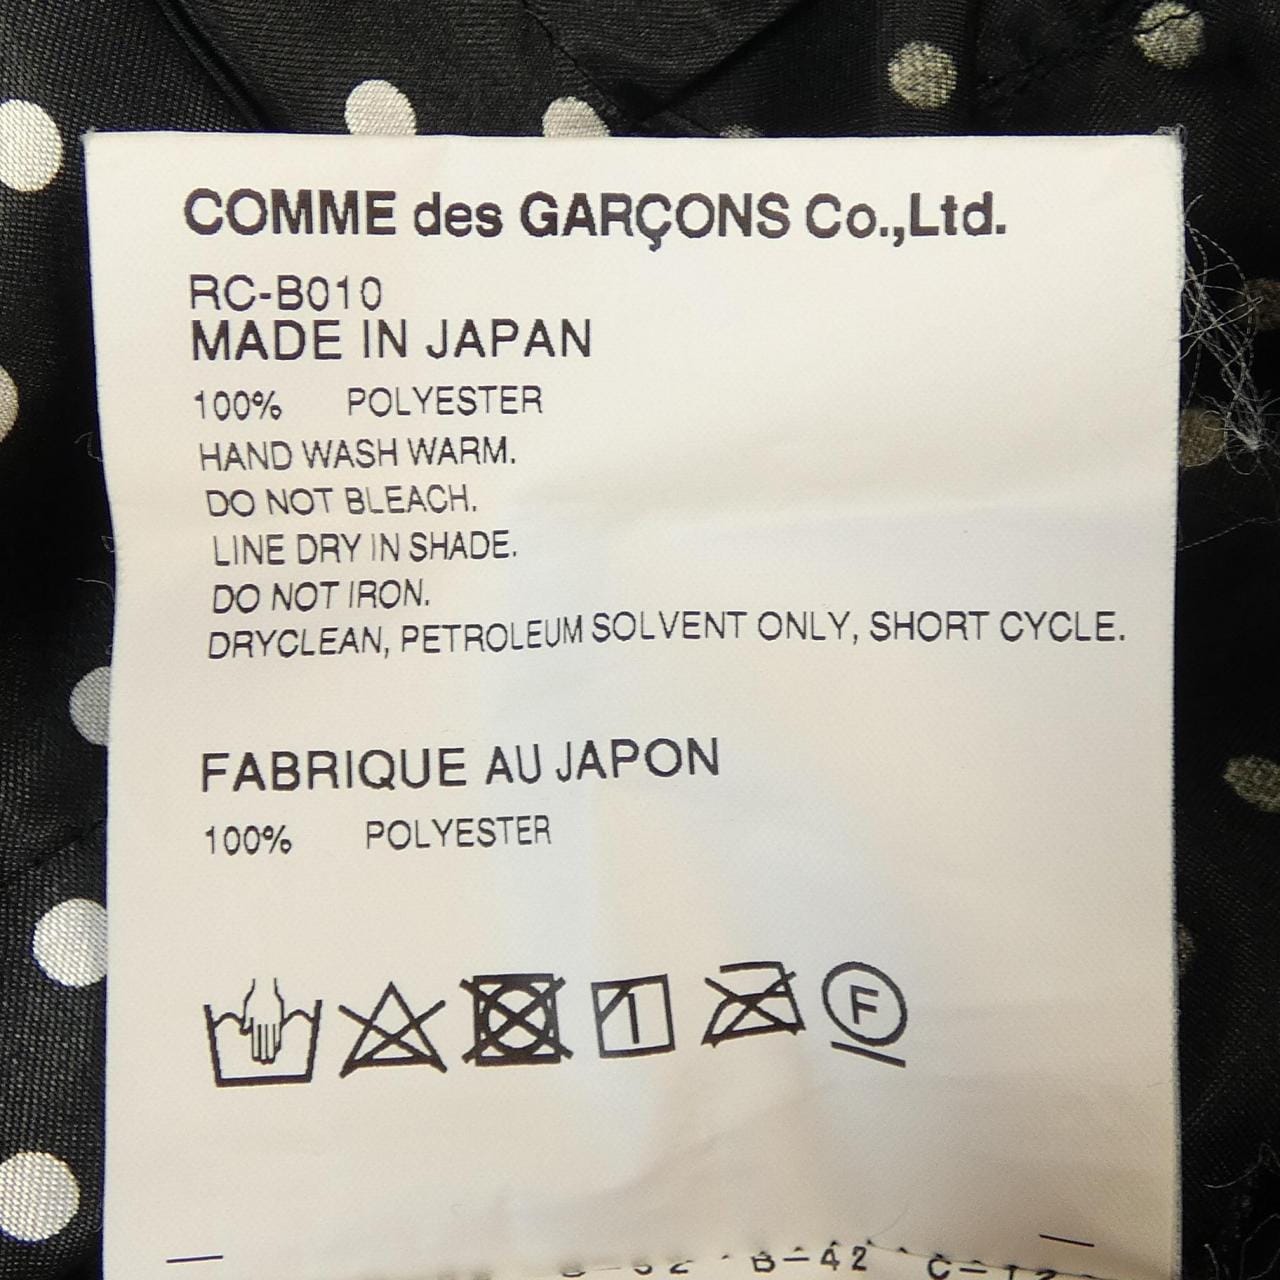 COMME des GARÇONS Co.,Ltd.
RC-B010
MADE IN JAPAN
100% POLYESTER
HAND WASH WARM.
DO NOT BLEACH.
LINE DRY IN SHADE.
DO NOT IRON.
DRYCLEAN, PETROLEUM SOLVENT ONLY, SHORT CYCLE.
FABRIQUE AU JAPON
100% POLYESTER
F
B-42